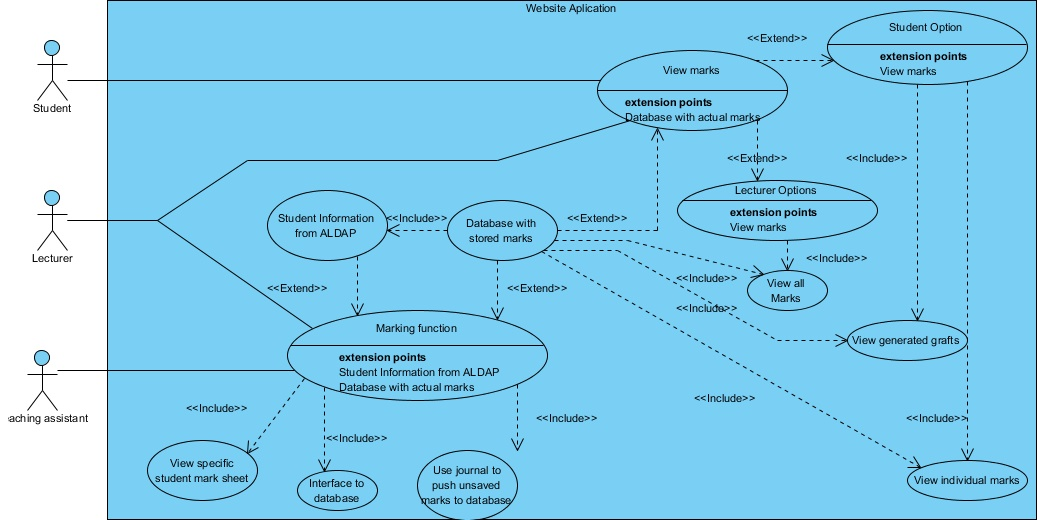 Website Aplication
Student Option
extension points
View marks
<<Extend>>
View marks
extension points
Database with actual marks
Student
<<Extend>>
<<Include>>
Lecturer Options
extension points
View marks
Student Information
from ALDAP
<<Include>>
Database with
stored marks
<<Extend>>
Lecturer
<<Include>>
<<Include>>
View all
Marks
<<Extend>>
<<Extend>>
<<Include>>
Marking function
extension points
Student Information from ALDAP
Database with actual marks
View generated grafts
eaching assistant
<<Include>>
<<Include>>
<<Include>>
<<Include>>
<<Include>>
View specific
student mark sheet
Interface to
database
Use journal to
push unsaved
marks to database
View individual marks